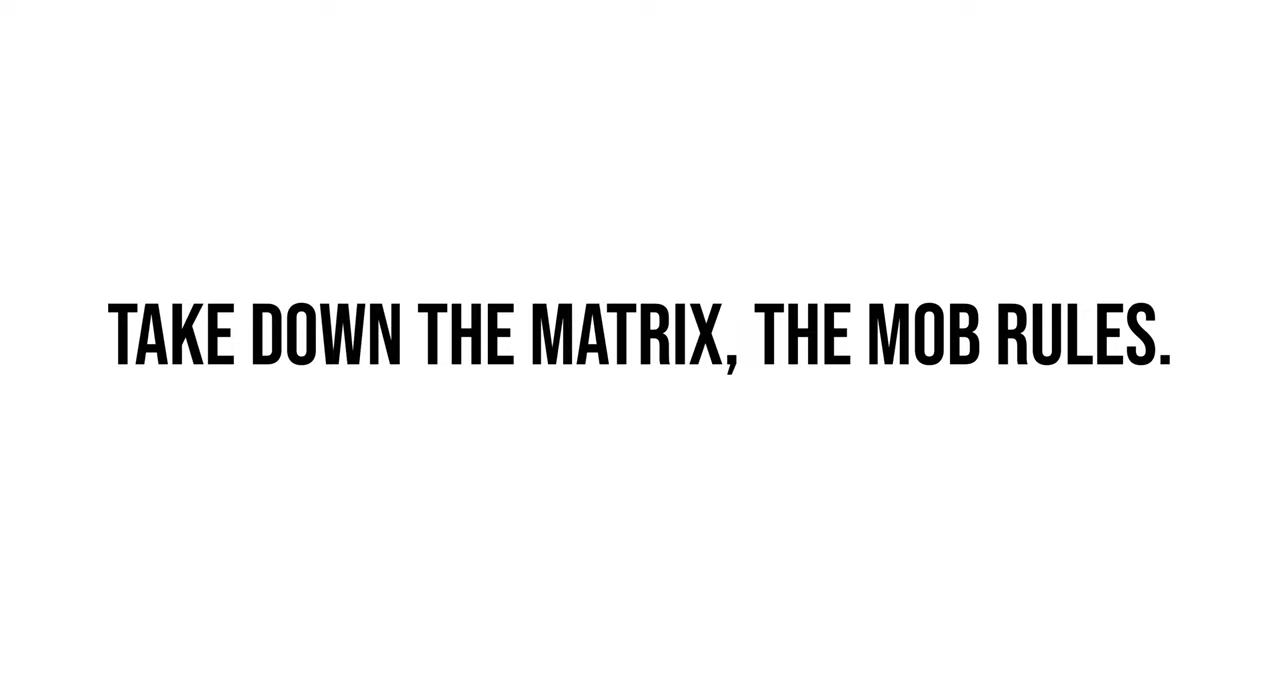 TAKE DOWN THE MATRIX, THE MOB RULES.